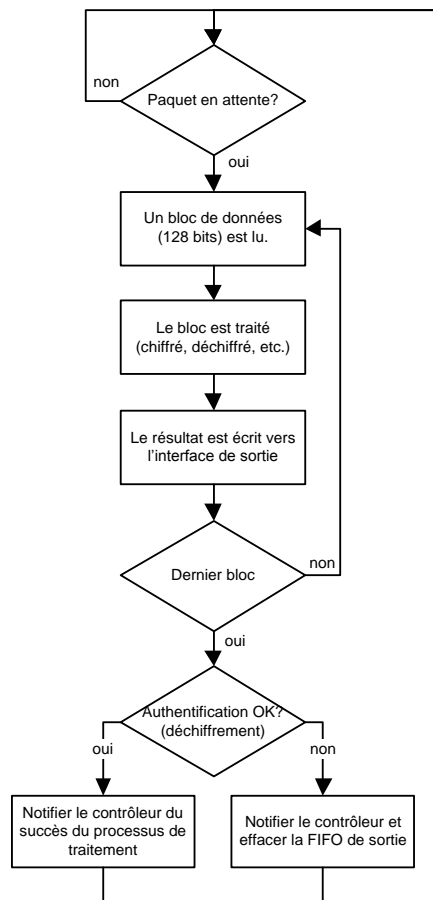 non
Paquet en attente?
oui
Un bloc de données
(128 bits) est lu.
Le bloc est traité
(chiffré, déchiffré, etc.)
Le résultat est écrit vers
l'interface de sortie
Dernier bloc
non
oui
Authentification OK?
(déchiffrement)
oui
non
Notifier le contrôleur du
succès du processus de
traitement
Notifier le contrôleur et
effacer la FIFO de sortie